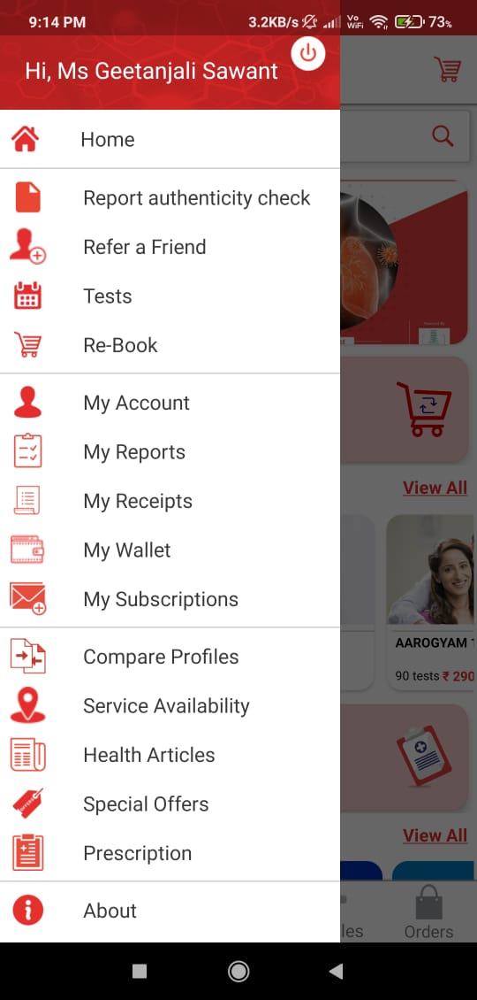 9:14 PM
3.2KB/s
Vo
WiFi
73%
Hi, Ms Geetanjali Sawant
Home
Report authenticity check
Refer a Friend
Tests
Re-Book
My Account
My Reports
My Receipts
My Wallet
My Subscriptions
Compare Profiles
Service Availability
Health Articles
OFFERS
Special Offers
Prescription
About
View All
AAROGYAM
90 tests ₹ 290
View All
les
Orders